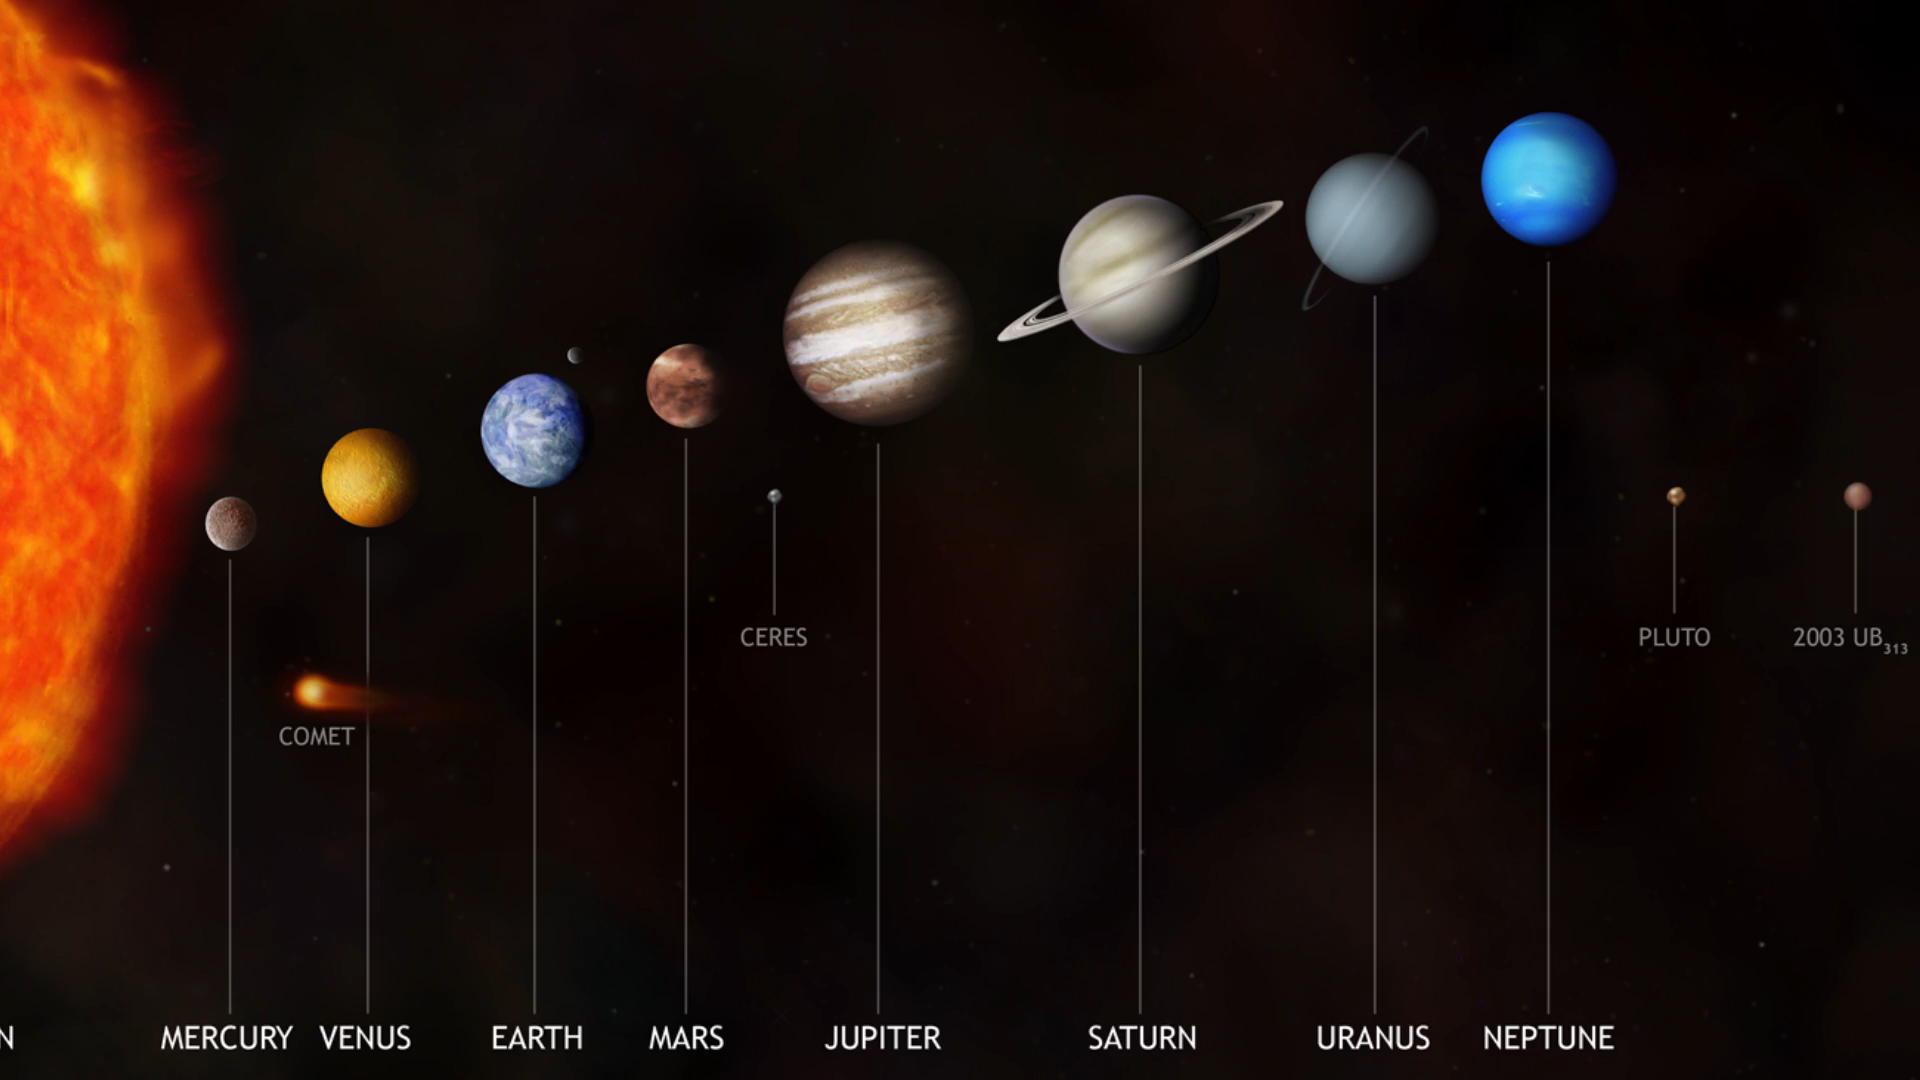 CERES
PLUTO
2003 UB₃₁₃
COMET
N
MERCURY
VENUS
EARTH
MARS
JUPITER
SATURN
URANUS
NEPTUNE